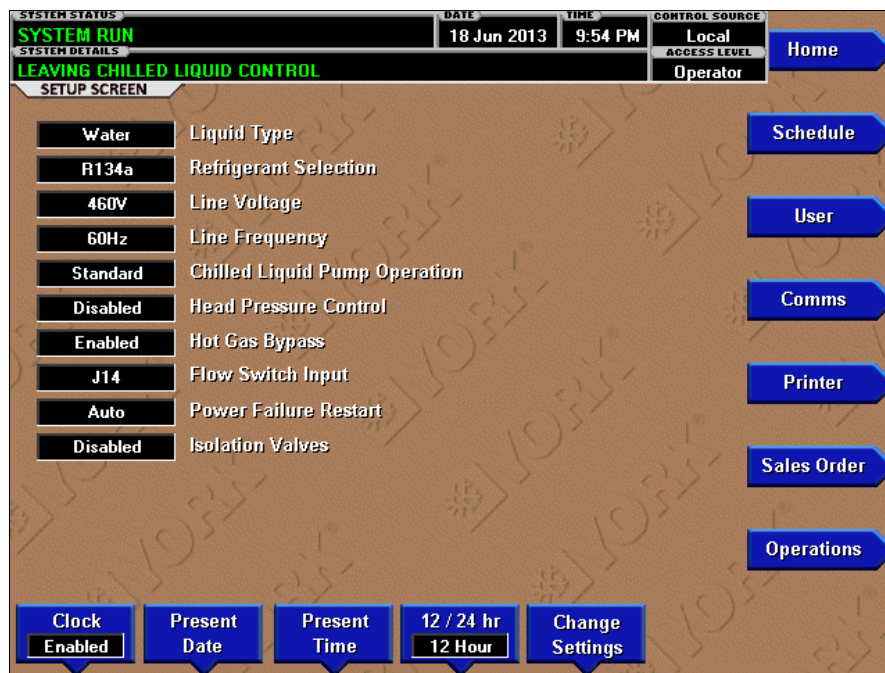 SYSTEM STATUS
SYSTEM RUN
DATE
18 Jun 2013
TIME
9:54 PM
CONTROL SOURCE
Local
SYSTEM DETAILS
LEAVING CHILLED LIQUID CONTROL
ACCESS LEVEL
Operator
Home
SETUP SCREEN
Water Liquid Type
R134a Refrigerant Selection
460V Line Voltage
60Hz Line Frequency
Standard Chilled Liquid Pump Operation
Disabled Head Pressure Control
Enabled Hot Gas Bypass
J14 Flow Switch Input
Auto Power Failure Restart
Disabled Isolation Valves
Schedule
User
Comms
Printer
Sales Order
Operations
Clock
Enabled
Present
Date
Present
Time
12 / 24 hr
12 Hour
Change
Settings
YORK®